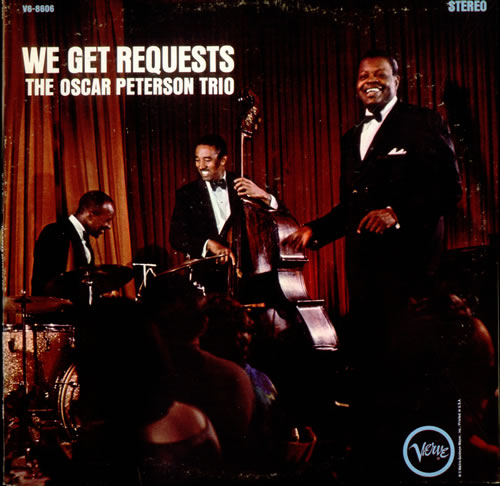 V6-8606
STEREO
WE GET REQUESTS
THE OSCAR PETERSON TRIO
Verve